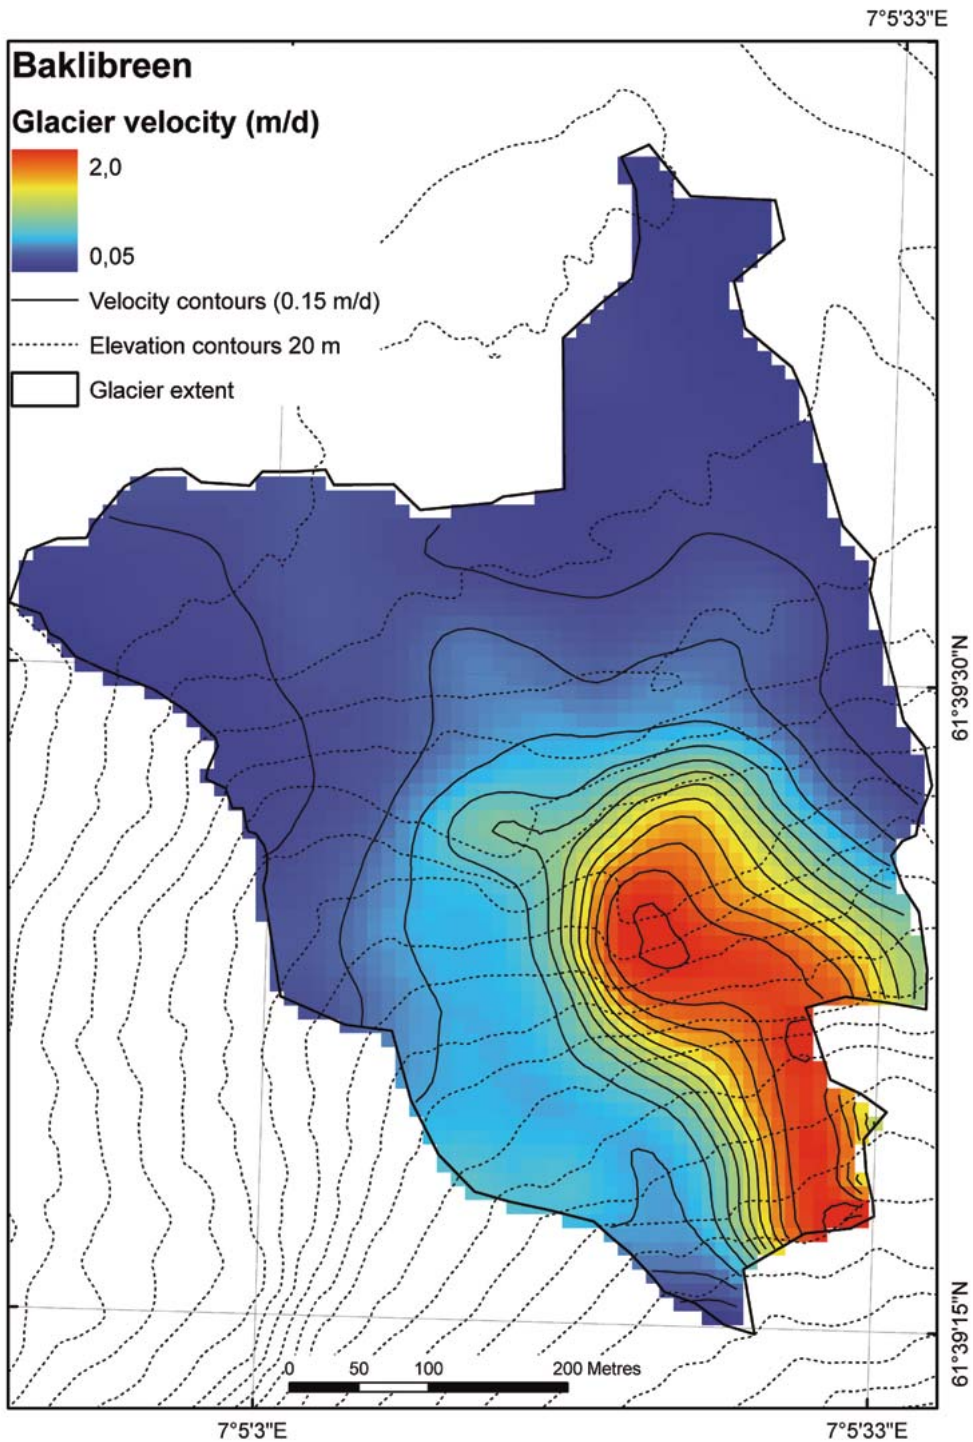 7°5'33"E
Baklibreen
Glacier velocity (m/d)
2,0
0,05
Velocity contours (0.15 m/d)
Elevation contours 20 m
Glacier extent
61°39'30"N
61°39'15"N
0 50 100 200 Metres
7°5'3"E
7°5'33"E